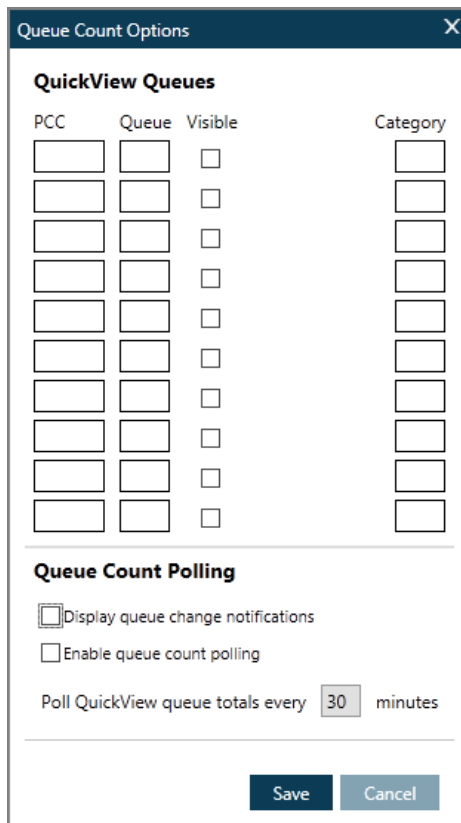 Queue Count Options X
QuickView Queues
PCC Queue Visible Category
Queue Count Polling
Display queue change notifications
Enable queue count polling
Poll QuickView queue totals every 30 minutes
Save Cancel